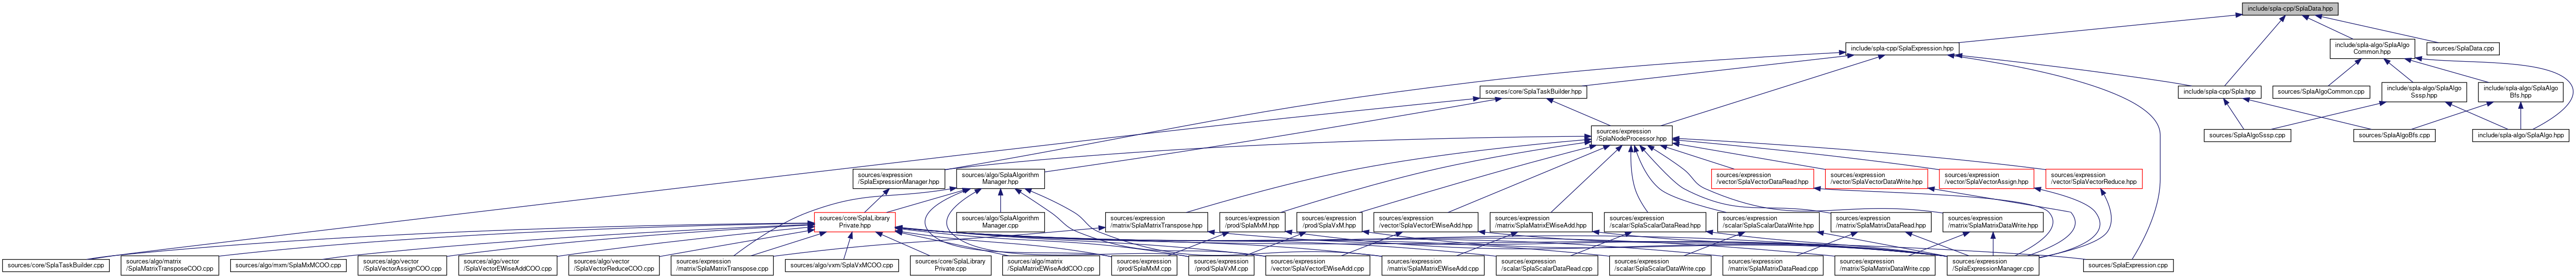 include/spla-cpp/SplaData.hpp
include/spla-cpp/SplaExpression.hpp
include/spla-algo/SplaAlgo
Common.hpp
sources/SplaData.cpp
sources/core/SplaTaskBuilder.hpp
include/spla-cpp/Spla.hpp
sources/SplaAlgoCommon.cpp
include/spla-algo/SplaAlgo
Sssp.hpp
include/spla-algo/SplaAlgo
Bfs.hpp
sources/expression
/SplaNodeProcessor.hpp
sources/SplaAlgoSssp.cpp
sources/SplaAlgoBfs.cpp
include/spla-algo/SplaAlgo.hpp
sources/expression
/SplaExpressionManager.hpp
sources/algo/SplaAlgorithm
Manager.hpp
sources/expression
/vector/SplaVectorDataRead.hpp
sources/expression
/vector/SplaVectorDataWrite.hpp
sources/expression
/vector/SplaVectorAssign.hpp
sources/expression
/vector/SplaVectorReduce.hpp
sources/core/SplaLibrary
Private.hpp
sources/algo/SplaAlgorithm
Manager.cpp
sources/expression
/matrix/SplaMatrixTranspose.hpp
sources/expression
/prod/SplaMxM.hpp
sources/expression
/prod/SplaVxM.hpp
sources/expression
/vector/SplaVectorEWiseAdd.hpp
sources/expression
/matrix/SplaMatrixEWiseAdd.hpp
sources/expression
/scalar/SplaScalarDataRead.hpp
sources/expression
/scalar/SplaScalarDataWrite.hpp
sources/expression
/matrix/SplaMatrixDataRead.hpp
sources/expression
/matrix/SplaMatrixDataWrite.hpp
sources/core/SplaTaskBuilder.cpp
sources/algo/matrix
/SplaMatrixTransposeCOO.cpp
sources/algo/mxm/SplaMxMCOO.cpp
sources/algo/vector
/SplaVectorAssignCOO.cpp
sources/algo/vector
/SplaVectorEWiseAddCOO.cpp
sources/algo/vector
/SplaVectorReduceCOO.cpp
sources/expression
/matrix/SplaMatrixTranspose.cpp
sources/algo/vxm/SplaVxMCOO.cpp
sources/core/SplaLibrary
Private.cpp
sources/algo/matrix
/SplaMatrixEWiseAddCOO.cpp
sources/expression
/prod/SplaMxM.cpp
sources/expression
/prod/SplaVxM.cpp
sources/expression
/vector/SplaVectorEWiseAdd.cpp
sources/expression
/matrix/SplaMatrixEWiseAdd.cpp
sources/expression
/scalar/SplaScalarDataRead.cpp
sources/expression
/scalar/SplaScalarDataWrite.cpp
sources/expression
/matrix/SplaMatrixDataRead.cpp
sources/expression
/matrix/SplaMatrixDataWrite.cpp
sources/expression
/SplaExpressionManager.cpp
sources/SplaExpression.cpp